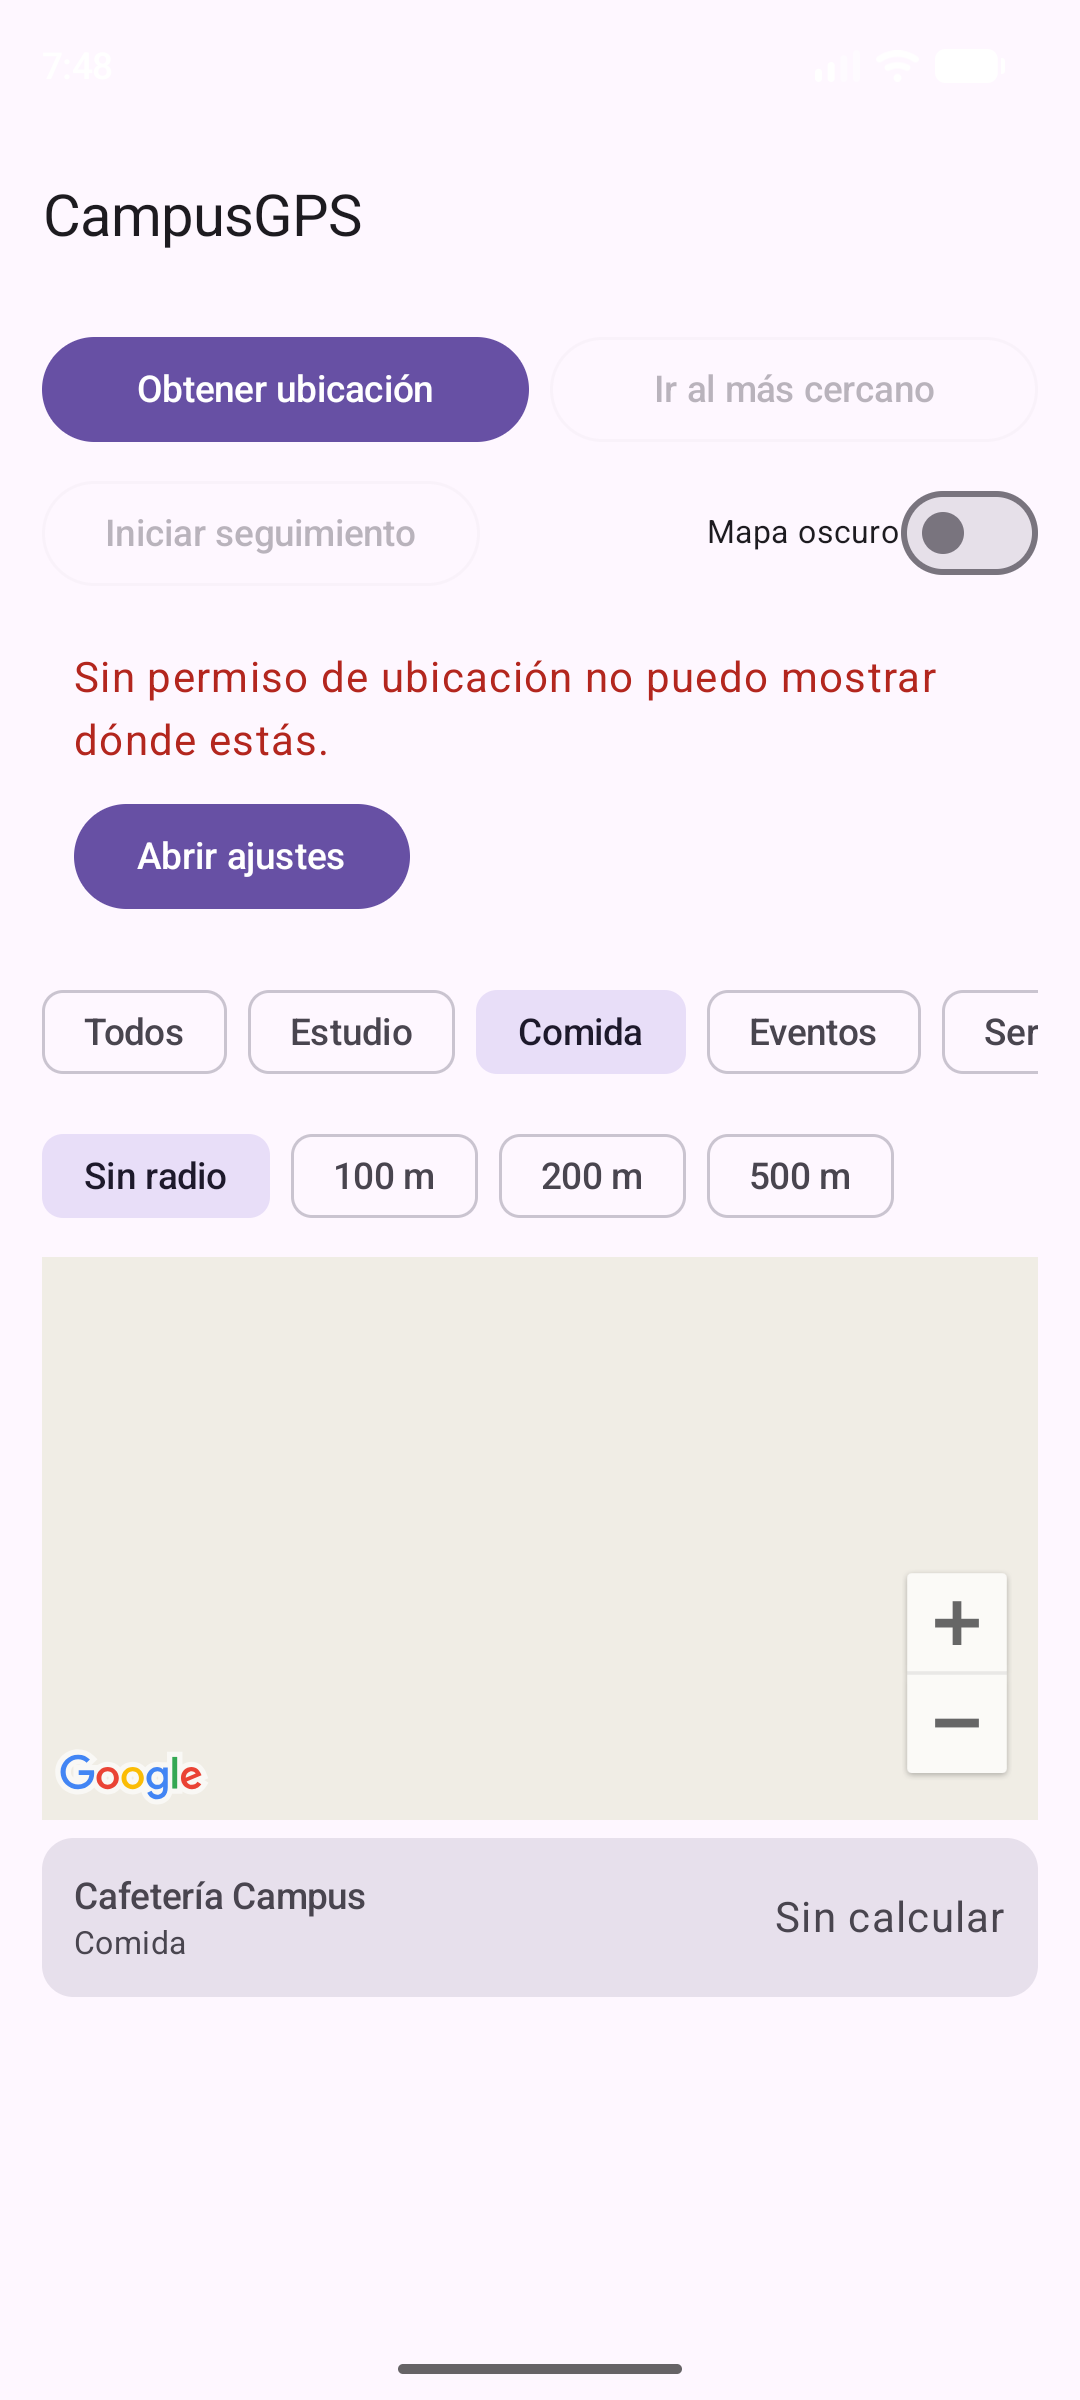 7:48
CampusGPS
Obtener ubicación
Ir al más cercano
Iniciar seguimiento
Mapa oscuro
Sin permiso de ubicación no puedo mostrar
dónde estás.
Abrir ajustes
Todos
Estudio
Comida
Eventos
Ser
Sin radio
100 m
200 m
500 m
Google
Cafetería Campus
Comida
Sin calcular